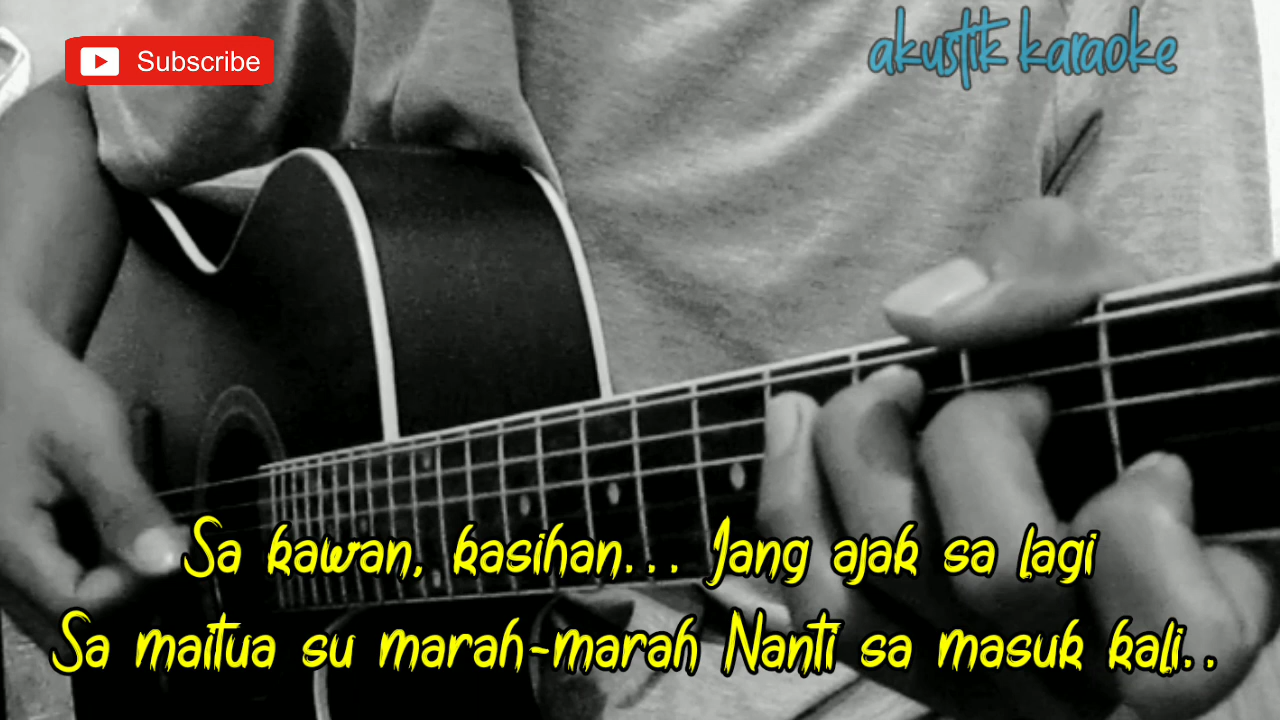 Subscribe
akustik karaoke
Sa kawan, kasihan... Jang ajak sa lagi
Sa maitua su marah-marah Nanti sa masuk kali..